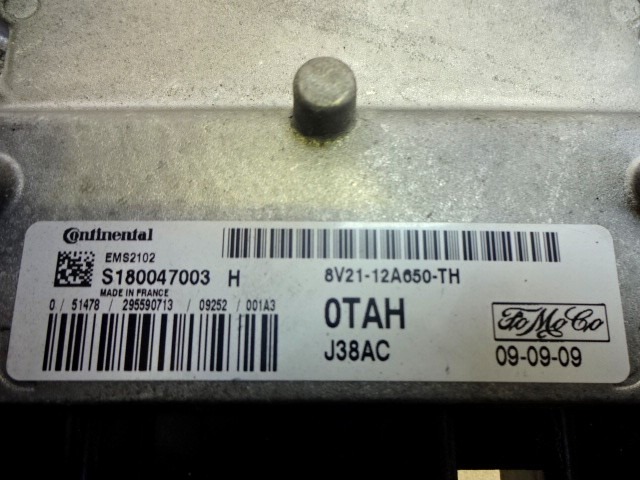 Continental
EMS2102
S180047003 H
MADE IN FRANCE
0 / 51478 / 295590713 / 09252 / 001A3
8V21-12A650-TH
0TAH
J38AC
FoMoCo
09-09-09